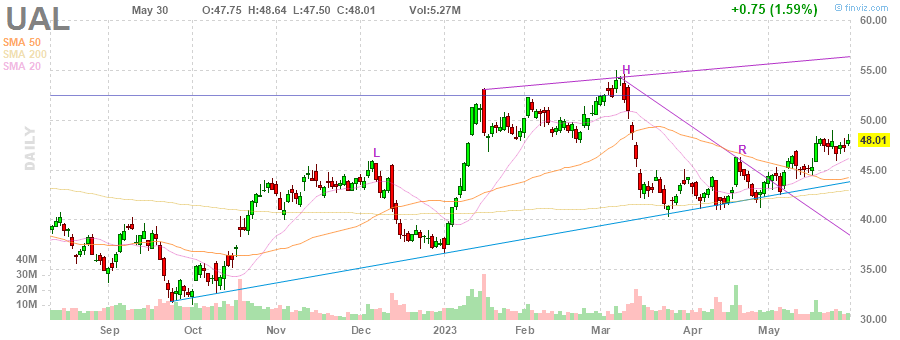 UAL May 30 O:47.75 H:48.64 L:47.50 C:48.01 Vol:5.27M +0.75 (1.59%) © finviz.com
SMA 50
SMA 200
SMA 20
DAILY
L
H
R
60.00
55.00
50.00
48.01
45.00
40.00
35.00
30.00
40M
30M
20M
10M
Sep Oct Nov Dec 2023 Feb Mar Apr May